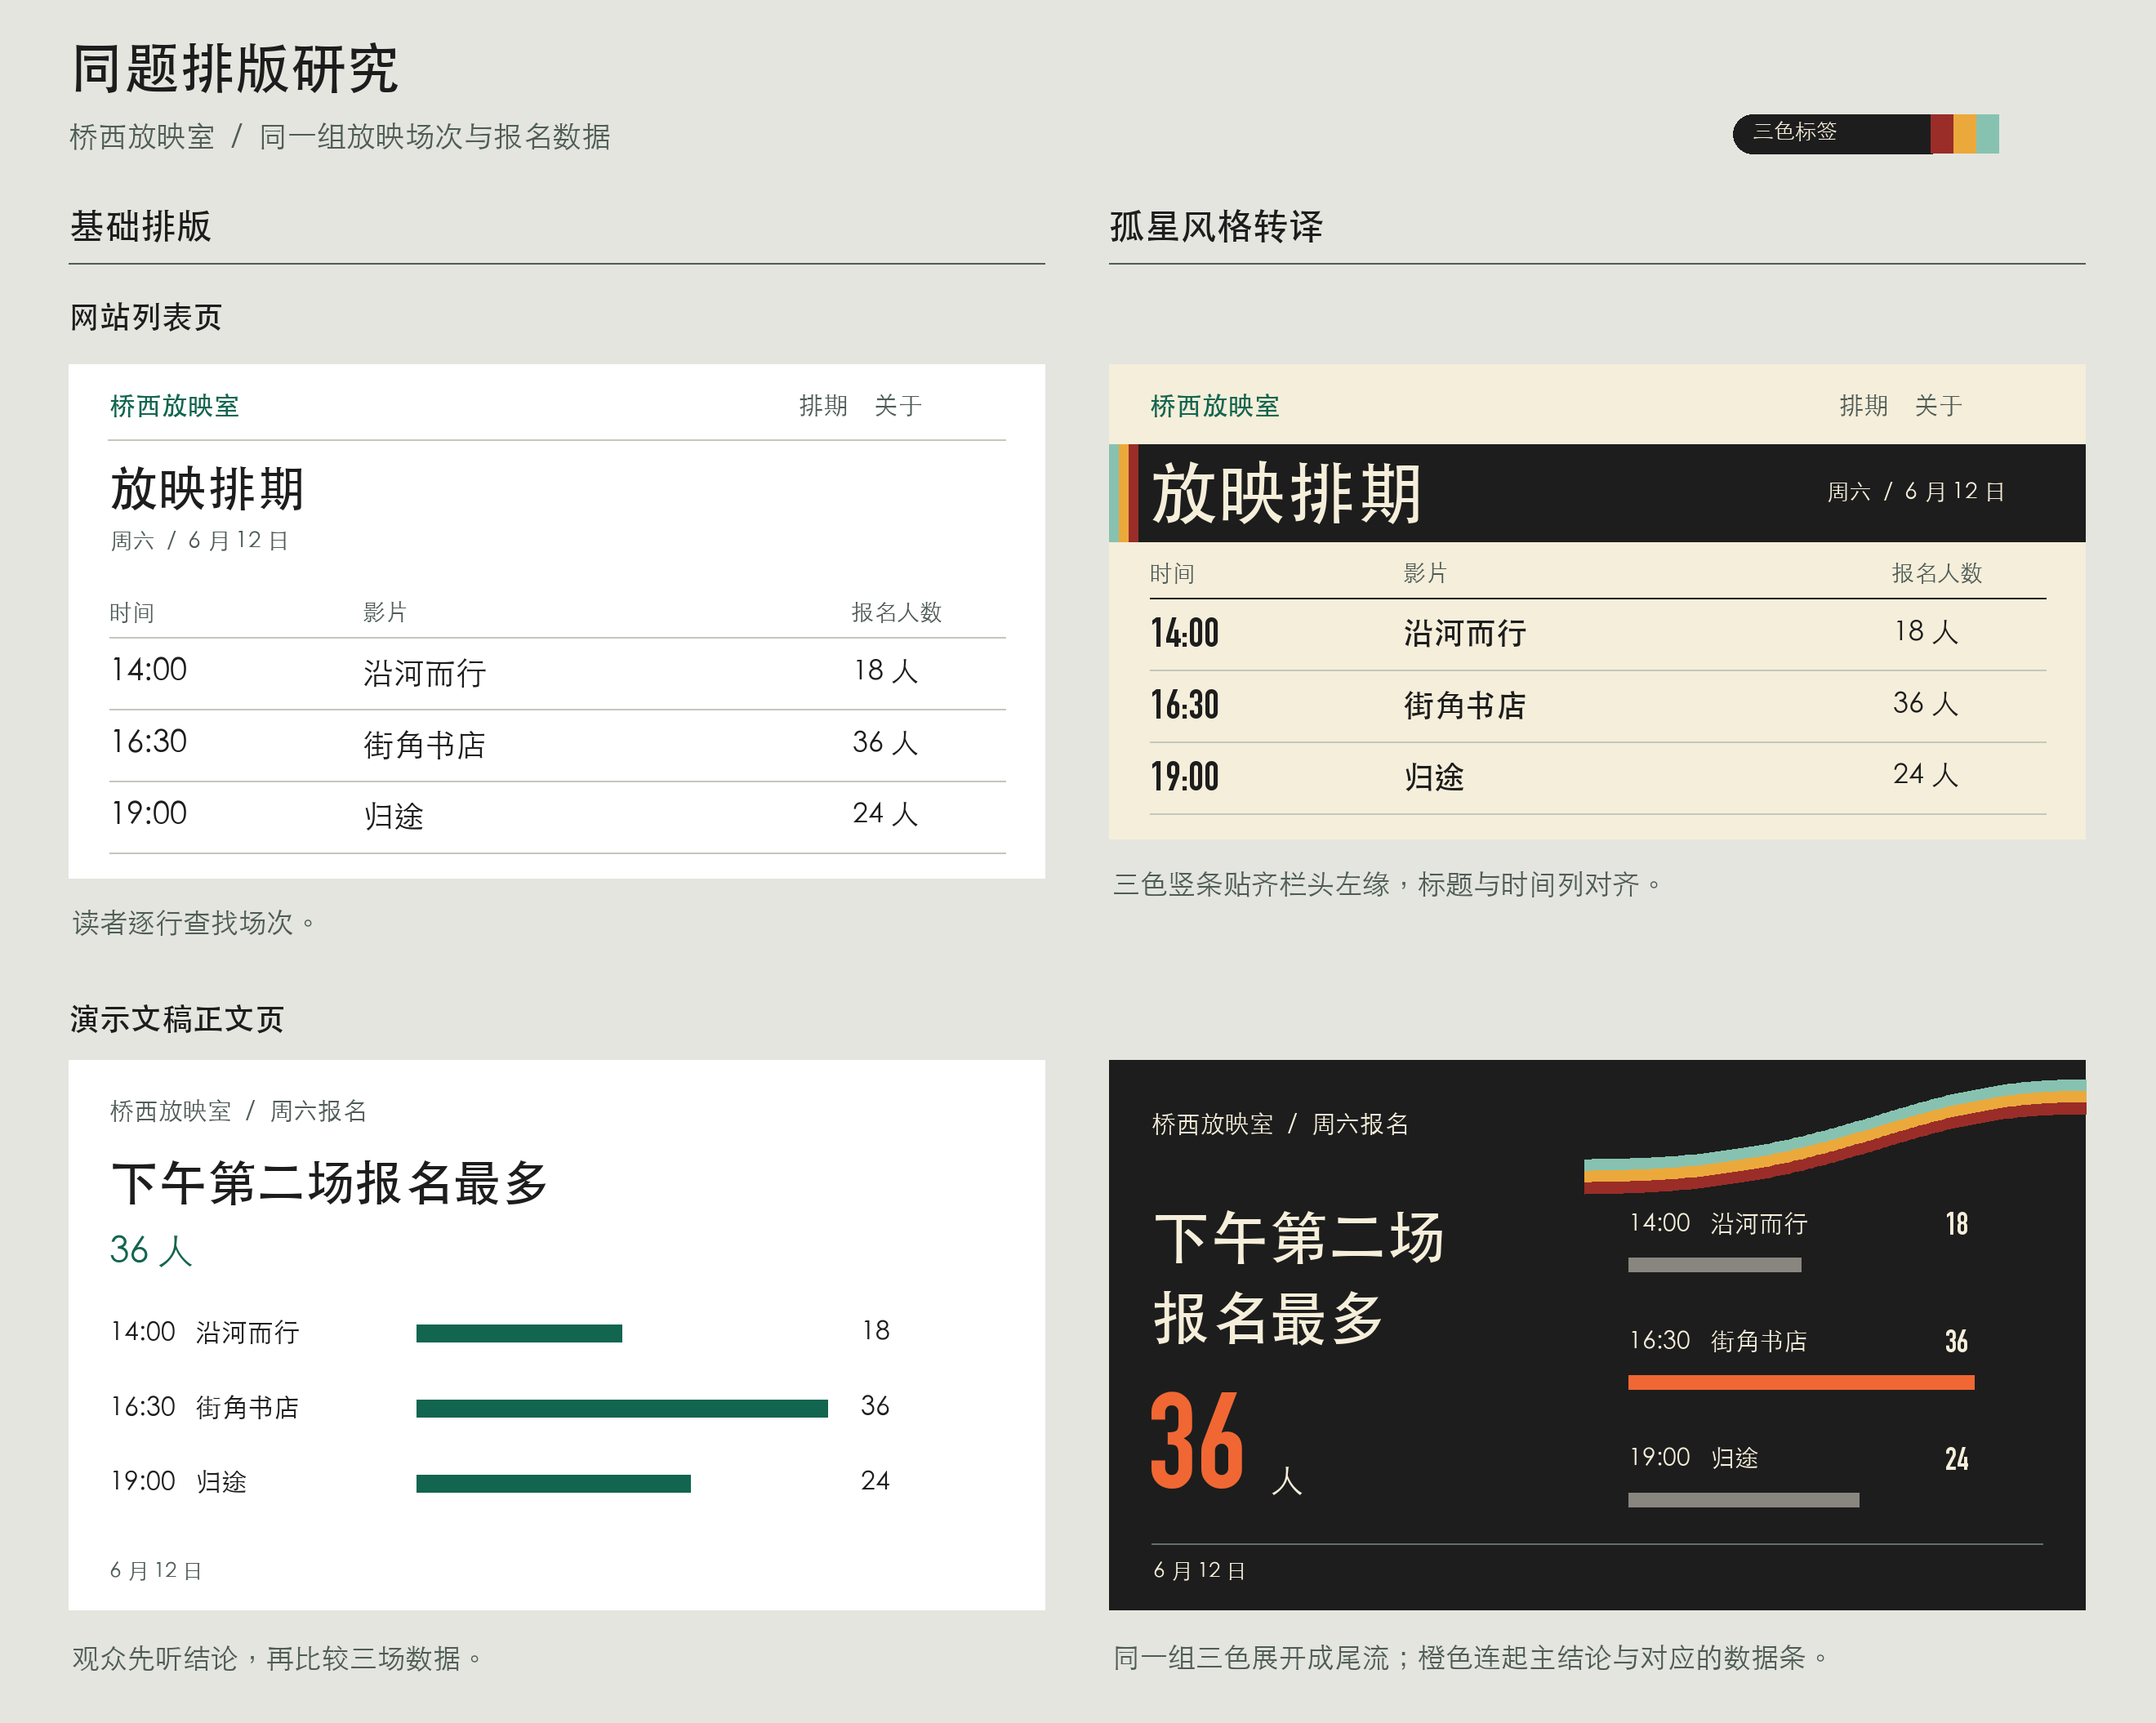 同题排版研究
桥西放映室 / 同一组放映场次与报名数据
三色标签
基础排版
孤星风格转译
网站列表页
桥西放映室 排期 关于
放映排期
周六 / 6 月 12 日
时间 影片 报名人数
14:00 沿河而行 18 人
16:30 街角书店 36 人
19:00 归途 24 人
读者逐行查找场次。
桥西放映室 排期 关于
放映排期 周六 / 6 月 12 日
时间 影片 报名人数
14:00 沿河而行 18 人
16:30 街角书店 36 人
19:00 归途 24 人
三色竖条贴齐栏头左缘，标题与时间列对齐。
演示文稿正文页
桥西放映室 / 周六报名
下午第二场报名最多
36 人
14:00 沿河而行 18
16:30 街角书店 36
19:00 归途 24
6 月 12 日
观众先听结论，再比较三场数据。
桥西放映室 / 周六报名
下午第二场
报名最多
36 人
14:00 沿河而行 18
16:30 街角书店 36
19:00 归途 24
6 月 12 日
同一组三色展开成尾流；橙色连起主结论与对应的数据条。